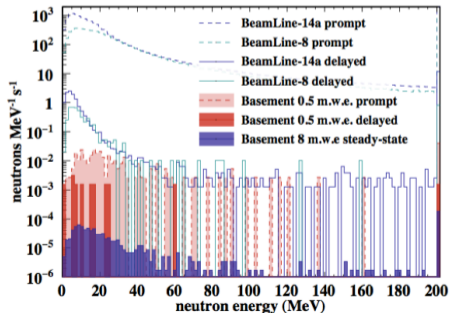 10³
10²
10
1
10⁻¹
10⁻²
10⁻³
10⁻⁴
10⁻⁵
10⁻⁶
neutrons MeV⁻¹ s⁻¹
BeamLine-14a prompt
BeamLine-8 prompt
BeamLine-14a delayed
BeamLine-8 delayed
Basement 0.5 m.w.e. prompt
Basement 0.5 m.w.e. delayed
Basement 8 m.w.e steady-state
0 20 40 60 80 100 120 140 160 180 200
neutron energy (MeV)